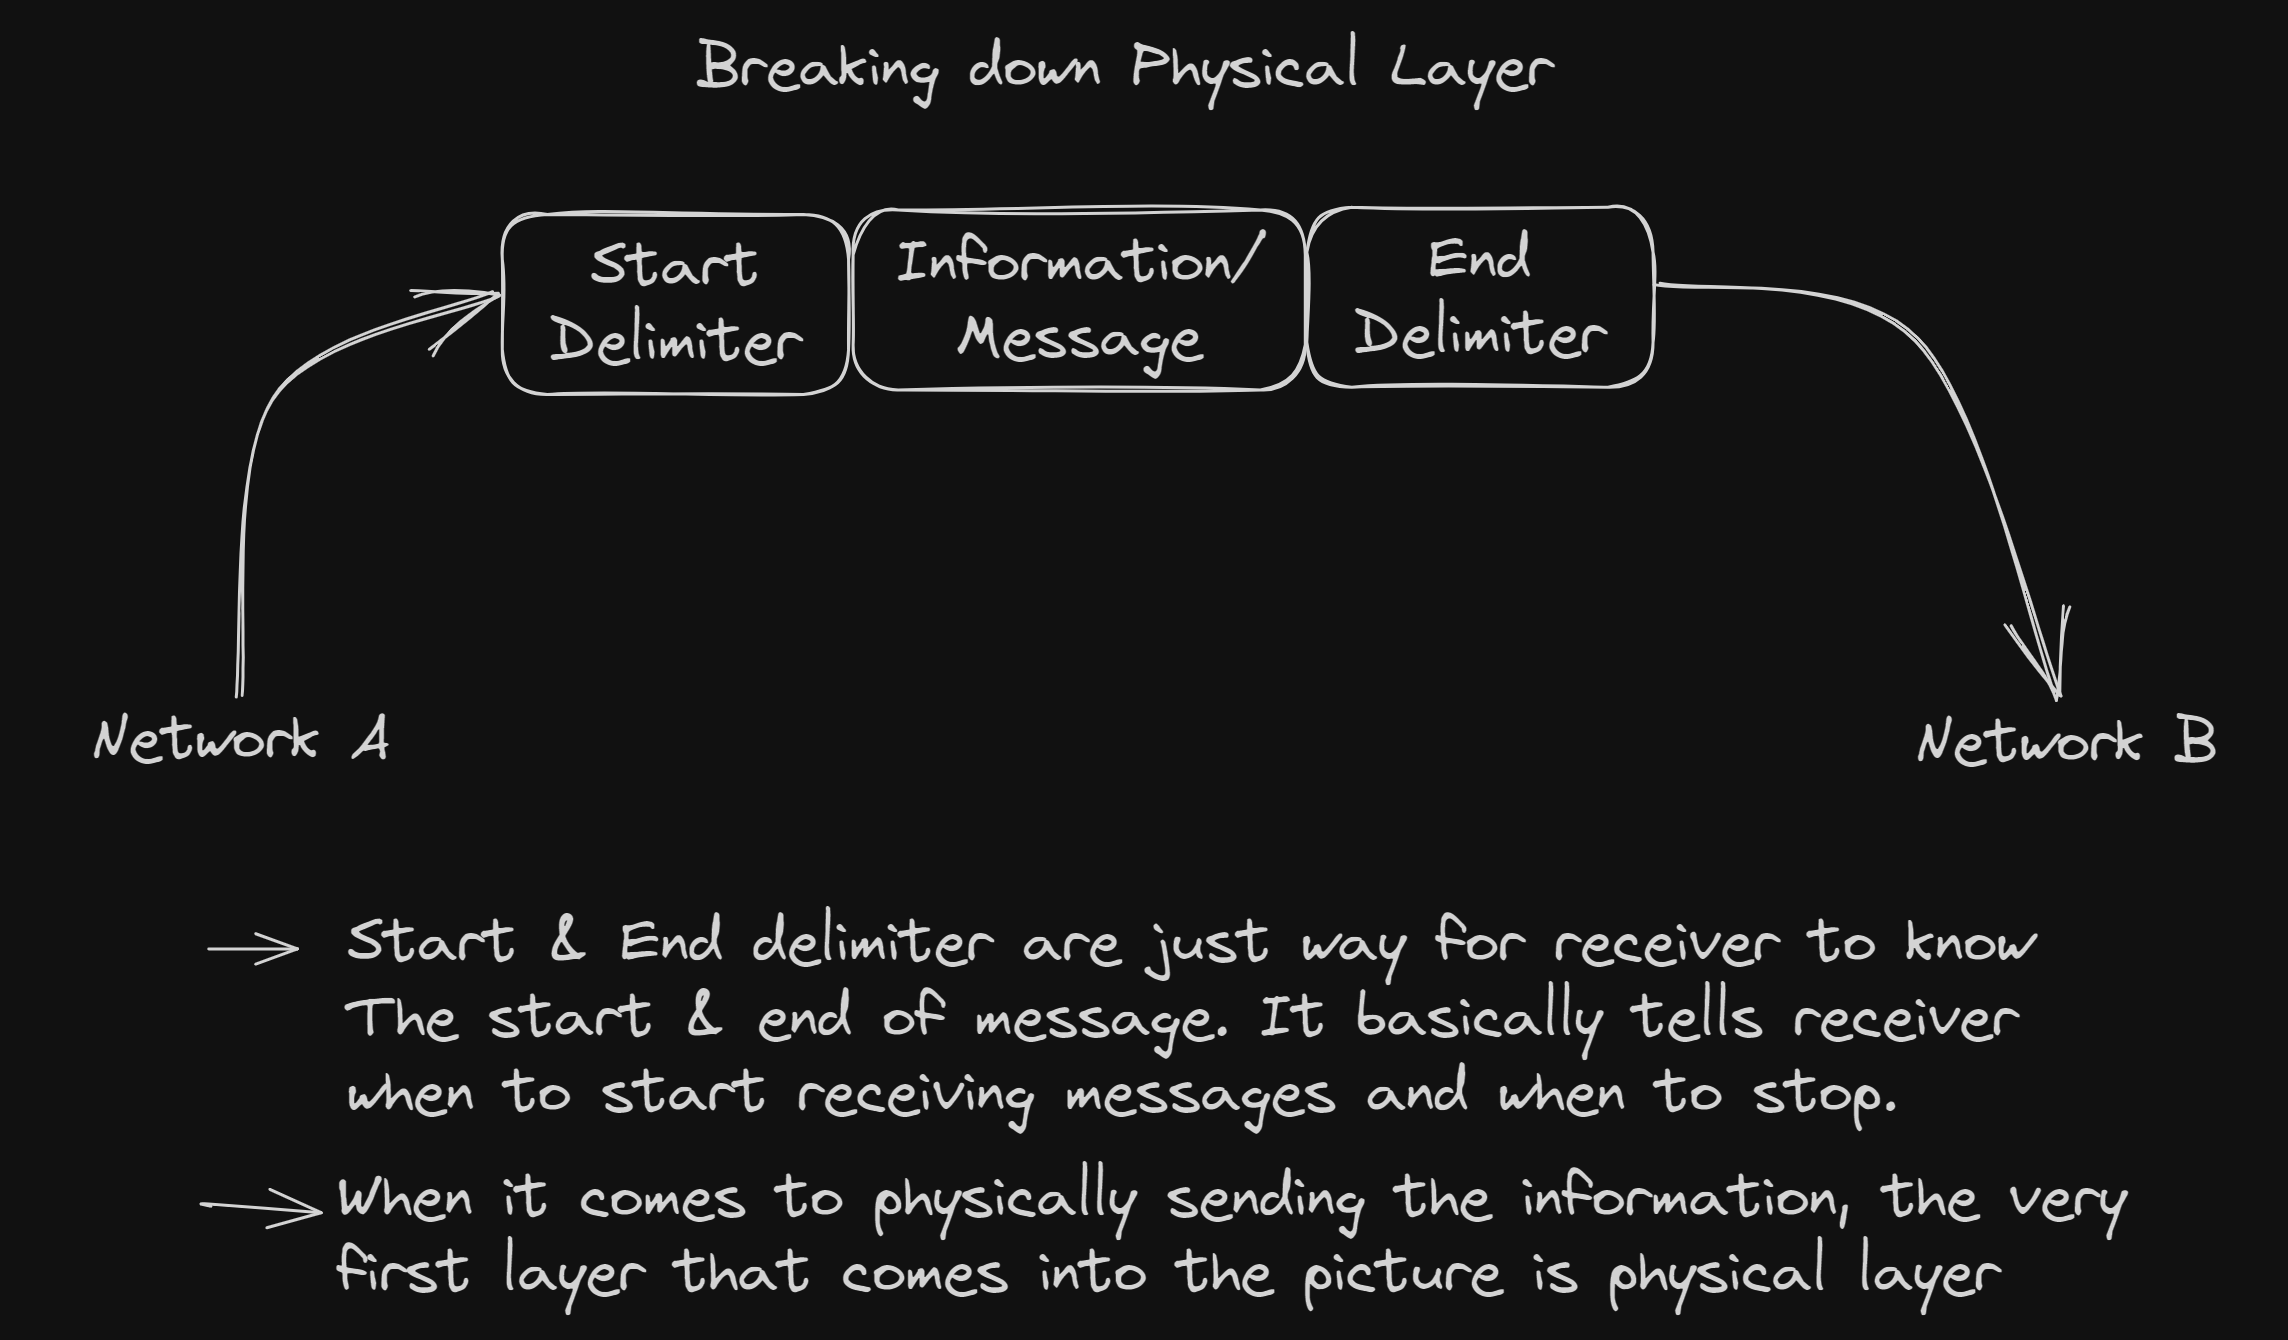 Breaking down Physical Layer
Start
Delimiter
Information/
Message
End
Delimiter
Network A
Network B
Start & End delimiter are just way for receiver to know
The start & end of message. It basically tells receiver
when to start receiving messages and when to stop.
When it comes to physically sending the information, the very
first layer that comes into the picture is physical layer